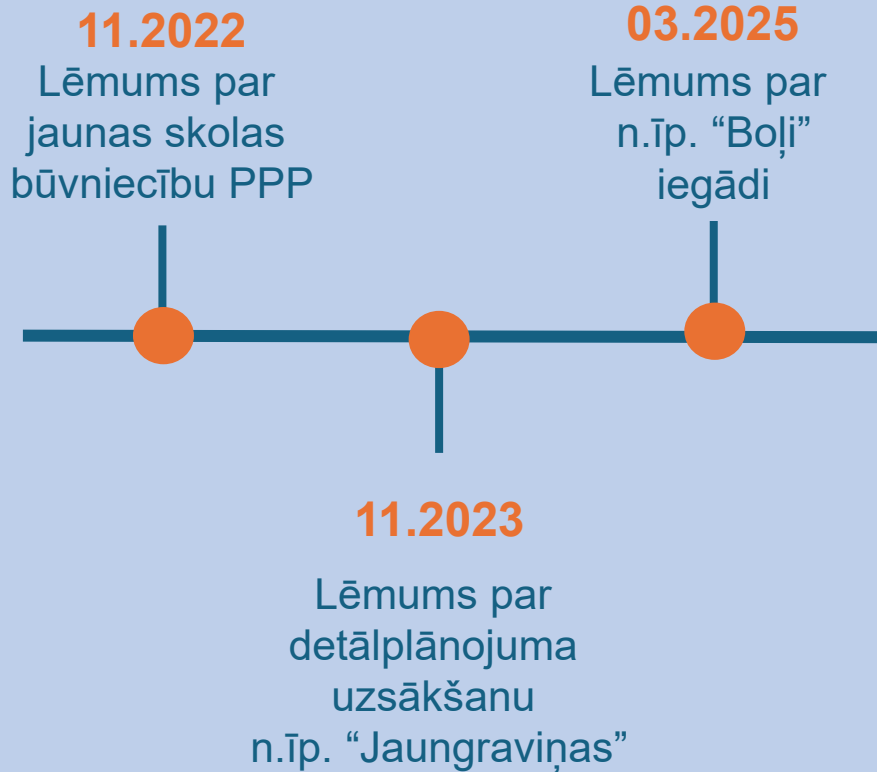 11.2022
Lēmums par
jaunas skolas
būvniecību PPP
03.2025
Lēmums par
n.īp. “Boļi”
iegādi
11.2023
Lēmums par
detālplānojuma
uzsākšanu
n.īp. “Jaungraviņas”